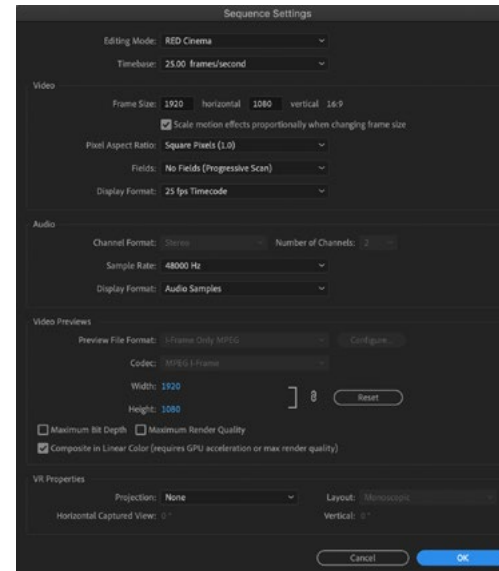 Sequence Settings
Editing Mode: RED Cinema
Timebase: 25.00 frames/second
Video
Frame Size: 1920 horizontal 1080 vertical 16:9
Scale motion effects proportionally when changing frame size
Pixel Aspect Ratio: Square Pixels (1.0)
Fields: No Fields (Progressive Scan)
Display Format: 25 fps Timecode
Audio
Channel Format: Stereo Number of Channels: 2
Sample Rate: 48000 Hz
Display Format: Audio Samples
Video Previews
Preview File Format: I-Frame Only MPEG Configure...
Codec: MPEG I-Frame
Width: 1920
Height: 1080
Reset
Maximum Bit Depth Maximum Render Quality
Composite in Linear Color (requires GPU acceleration or max render quality)
VR Properties
Projection: None Layout: Monoscopic
Horizontal Captured View: 0° Vertical: 0°
Cancel OK